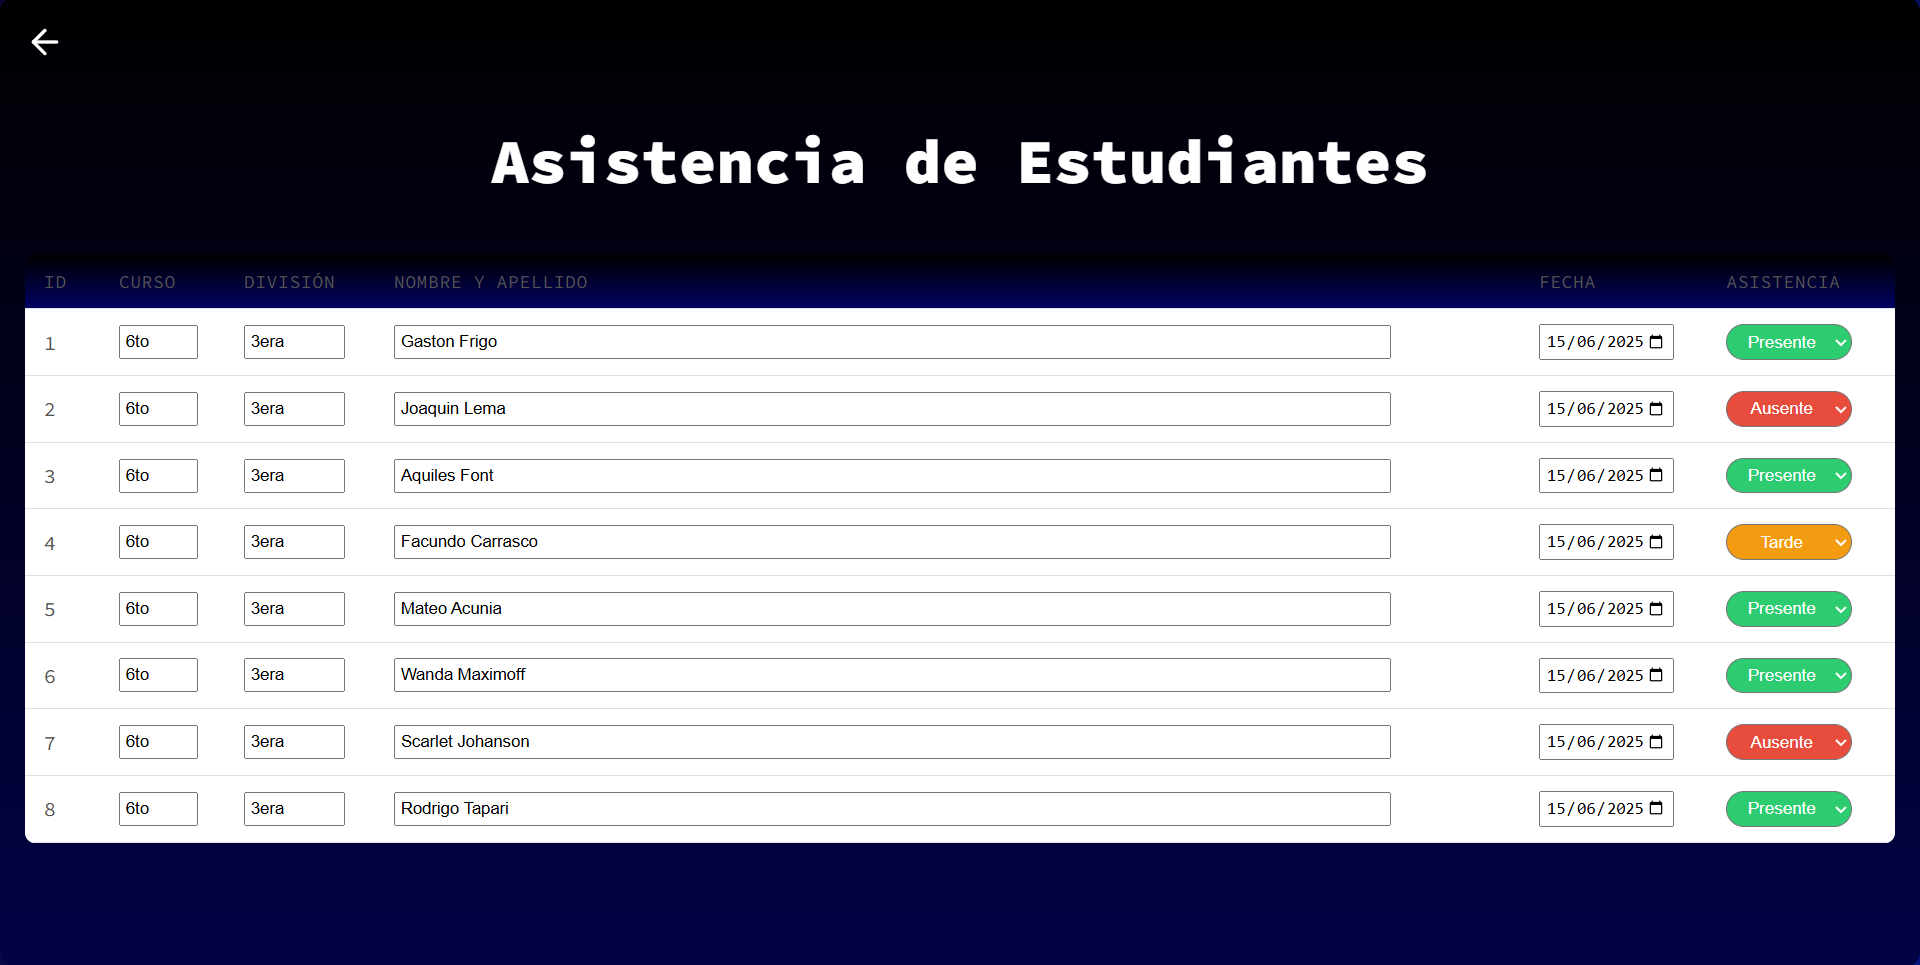 Asistencia de Estudiantes
ID CURSO DIVISIÓN NOMBRE Y APELLIDO FECHA ASISTENCIA
1 6to 3era Gaston Frigo 15/06/2025 Presente
2 6to 3era Joaquin Lema 15/06/2025 Ausente
3 6to 3era Aquiles Font 15/06/2025 Presente
4 6to 3era Facundo Carrasco 15/06/2025 Tarde
5 6to 3era Mateo Acunia 15/06/2025 Presente
6 6to 3era Wanda Maximoff 15/06/2025 Presente
7 6to 3era Scarlet Johanson 15/06/2025 Ausente
8 6to 3era Rodrigo Tapari 15/06/2025 Presente